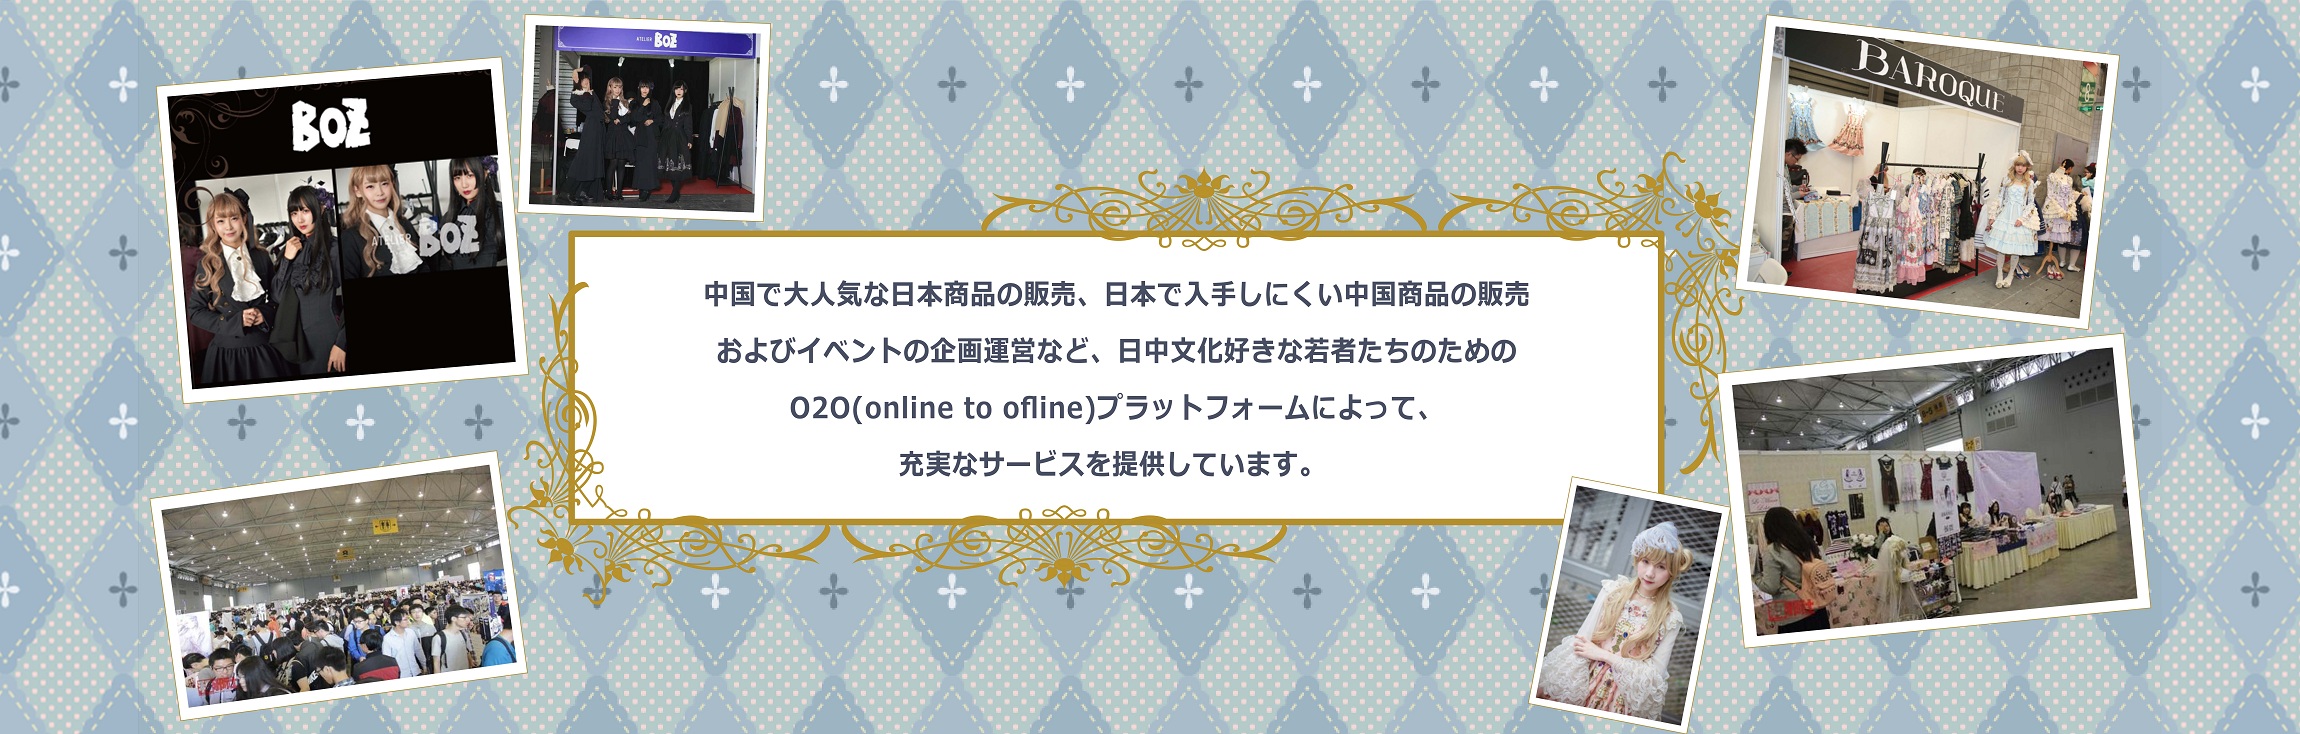 BOZ
ATELIER BOZ
ATELIER BOZ
BAROQUE
中国で大人気な日本商品の販売、日本で入手しにくい中国商品の販売
およびイベントの企画運営など、日中文化好きな若者たちのための
O2O(online to ofline)プラットフォームによって、
充実なサービスを提供しています。